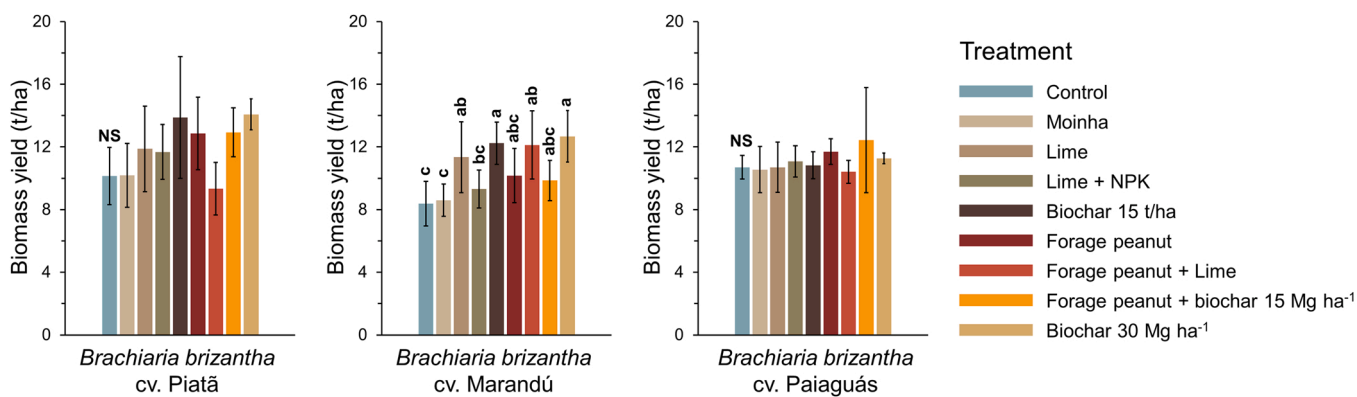 20
16
12
8
4
0
Biomass yield (t/ha)
NS
Brachiaria brizantha
cv. Piatã
20
16
12
8
4
0
Biomass yield (t/ha)
c
c
ab
bc
a
abc
ab
abc
a
Brachiaria brizantha
cv. Marandú
20
16
12
8
4
0
Biomass yield (t/ha)
NS
Brachiaria brizantha
cv. Paiaguás
Treatment
Control
Moinha
Lime
Lime + NPK
Biochar 15 t/ha
Forage peanut
Forage peanut + Lime
Forage peanut + biochar 15 Mg ha⁻¹
Biochar 30 Mg ha⁻¹